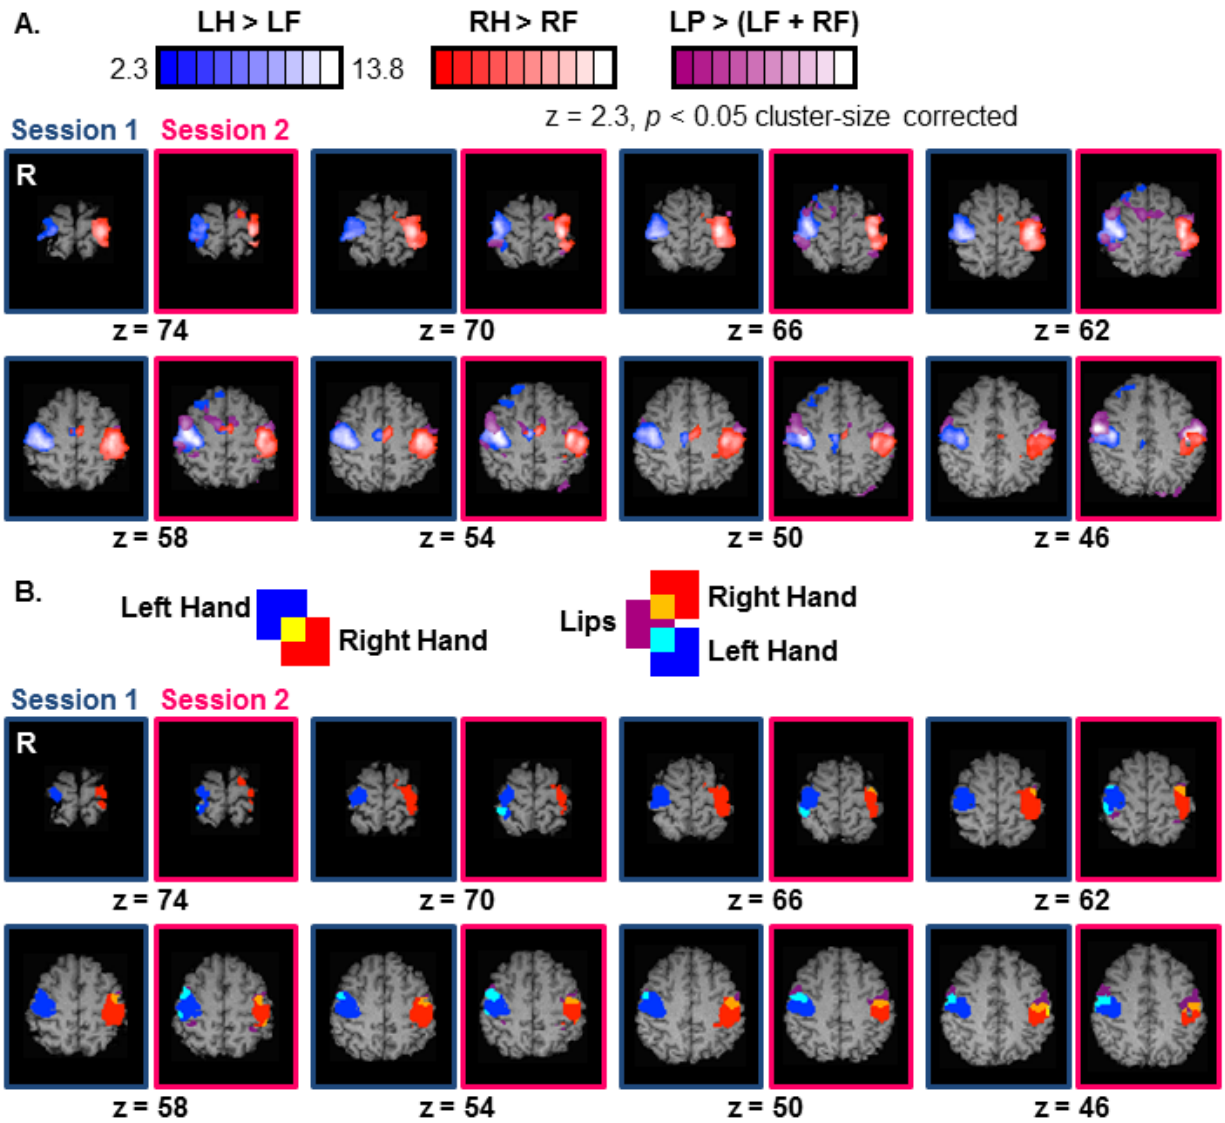 A.
LH > LF RH > RF LP > (LF + RF)
2.3 13.8
z = 2.3, p < 0.05 cluster-size corrected
Session 1 Session 2
R
z = 74 z = 70 z = 66 z = 62
z = 58 z = 54 z = 50 z = 46
B.
Left Hand
Right Hand
Lips
Right Hand
Left Hand
Session 1 Session 2
R
z = 74 z = 70 z = 66 z = 62
z = 58 z = 54 z = 50 z = 46